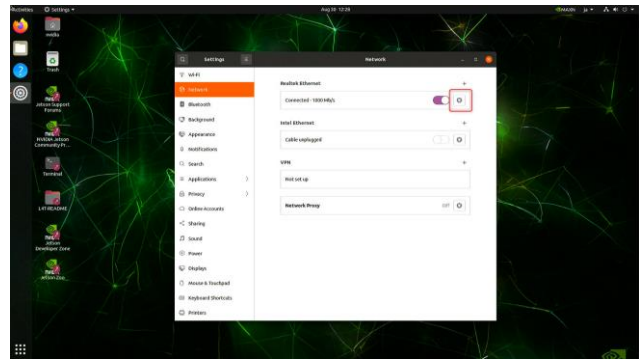 Activities
Settings
Aug 30 12:28
ja
nvidia
Trash
Jetson Support
Forums
NVIDIA Jetson
Community Pr...
Terminal
L4T-README
Jetson
Developer Zone
Jetson Zoo
Settings
Network
Wi-Fi
Network
Bluetooth
Background
Appearance
Notifications
Search
Applications
Privacy
Online Accounts
Sharing
Sound
Power
Displays
Mouse & Touchpad
Keyboard Shortcuts
Printers
Realtek Ethernet
Connected - 1000 Mb/s
Intel Ethernet
Cable unplugged
VPN
Not set up
Network Proxy
Off